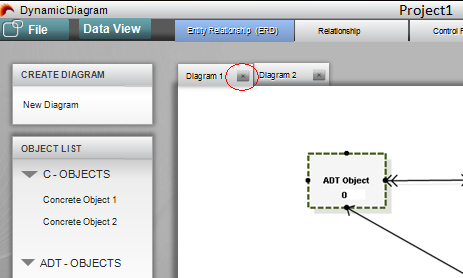 DynamicDiagram
Project1
File
Data View
Entity Relationship (ERD)
Relationship
Control
CREATE DIAGRAM
New Diagram
Diagram 1
Diagram 2
OBJECT LIST
C - OBJECTS
Concrete Object 1
Concrete Object 2
ADT - OBJECTS
ADT Object
0